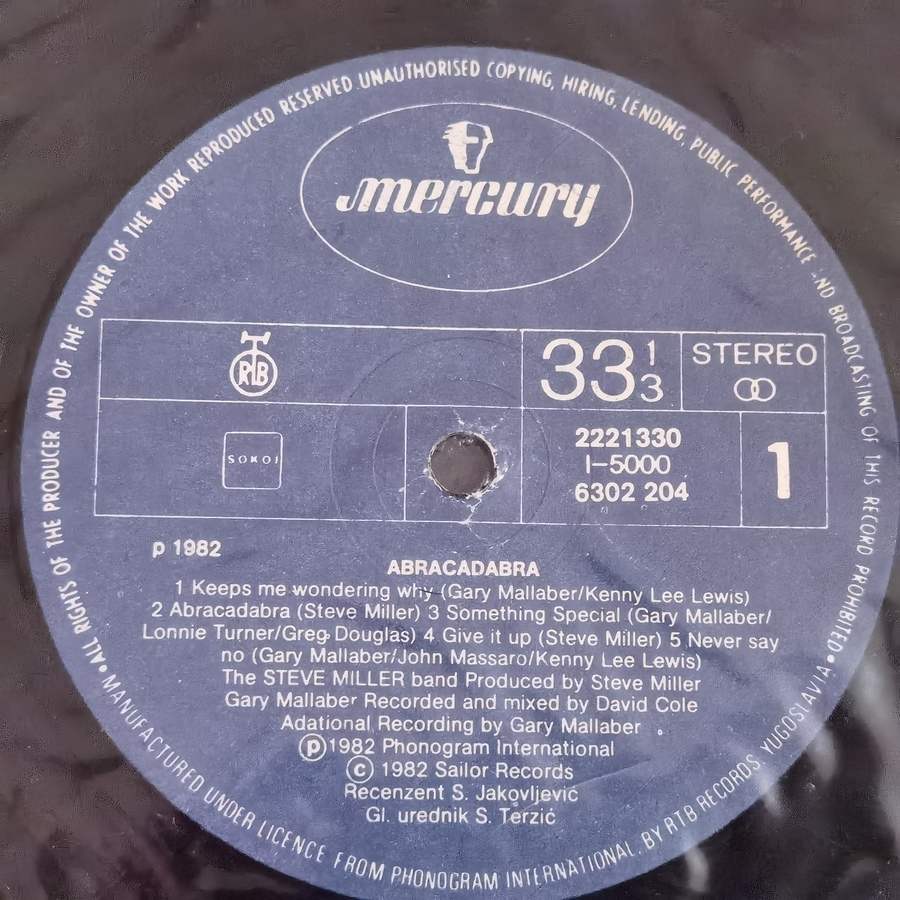 • ALL RIGHTS OF THE PRODUCER AND OF THE OWNER OF THE WORK REPRODUCED RESERVED UNAUTHORISED COPYING, HIRING, LENDING, PUBLIC PERFORMANCE ND BROADCASTING OF THIS RECORD PROHIBITED •
mercury
RTB
33 1/3
STEREO
SOKOJ
2221330
I-5000
6302 204
1
p 1982
ABRACADABRA
1 Keeps me wondering why (Gary Mallaber/Kenny Lee Lewis)
2 Abracadabra (Steve Miller) 3 Something Special (Gary Mallaber/
Lonnie Turner/Greg Douglas) 4 Give it up (Steve Miller) 5 Never say
no (Gary Mallaber/John Massaro/Kenny Lee Lewis)
The STEVE MILLER band Produced by Steve Miller
Gary Mallaber Recorded and mixed by David Cole
Adational Recording by Gary Mallaber
℗ 1982 Phonogram International
© 1982 Sailor Records
Recenzent S. Jakovljević
Gl. urednik S. Terzić
MANUFACTURED UNDER LICENCE FROM PHONOGRAM INTERNATIONAL. BY RTB RECORDS YUGOSLAVIA